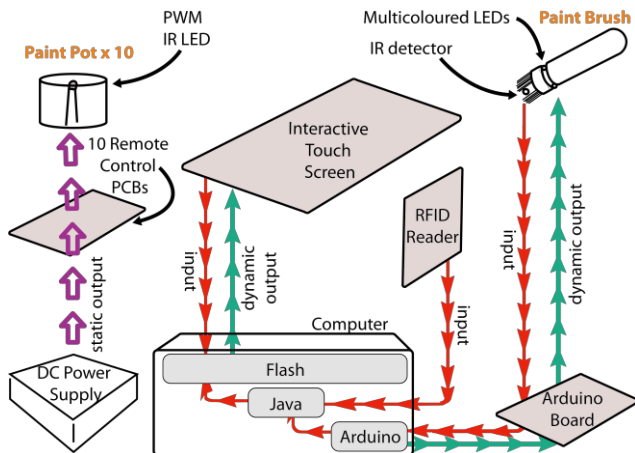 PWM
IR LED
Paint Pot x 10
Multicoloured LEDs
Paint Brush
IR detector
10 Remote
Control
PCBs
Interactive
Touch
Screen
RFID
Reader
static output
input
dynamic
output
input
input
dynamic output
Computer
DC Power
Supply
Flash
Java
Arduino
Arduino
Board